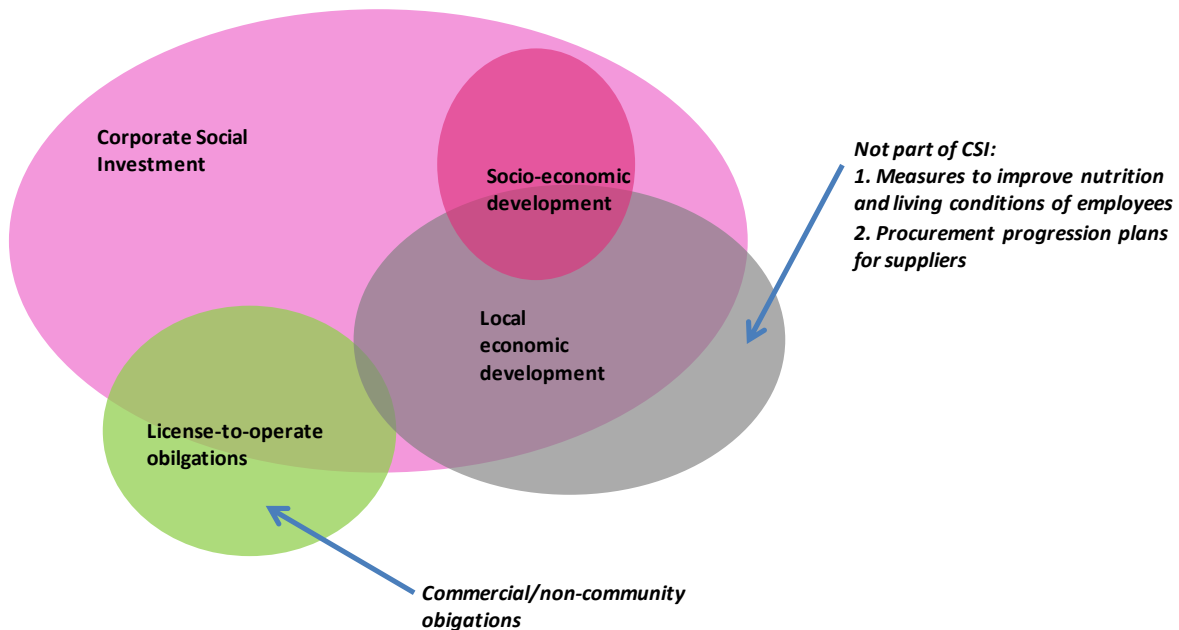 Corporate Social
Investment
Socio-economic
development
Not part of CSI:
1. Measures to improve nutrition
and living conditions of employees
2. Procurement progression plans
for suppliers
Local
economic
development
License-to-operate
obilgations
Commercial/non-community
obigations